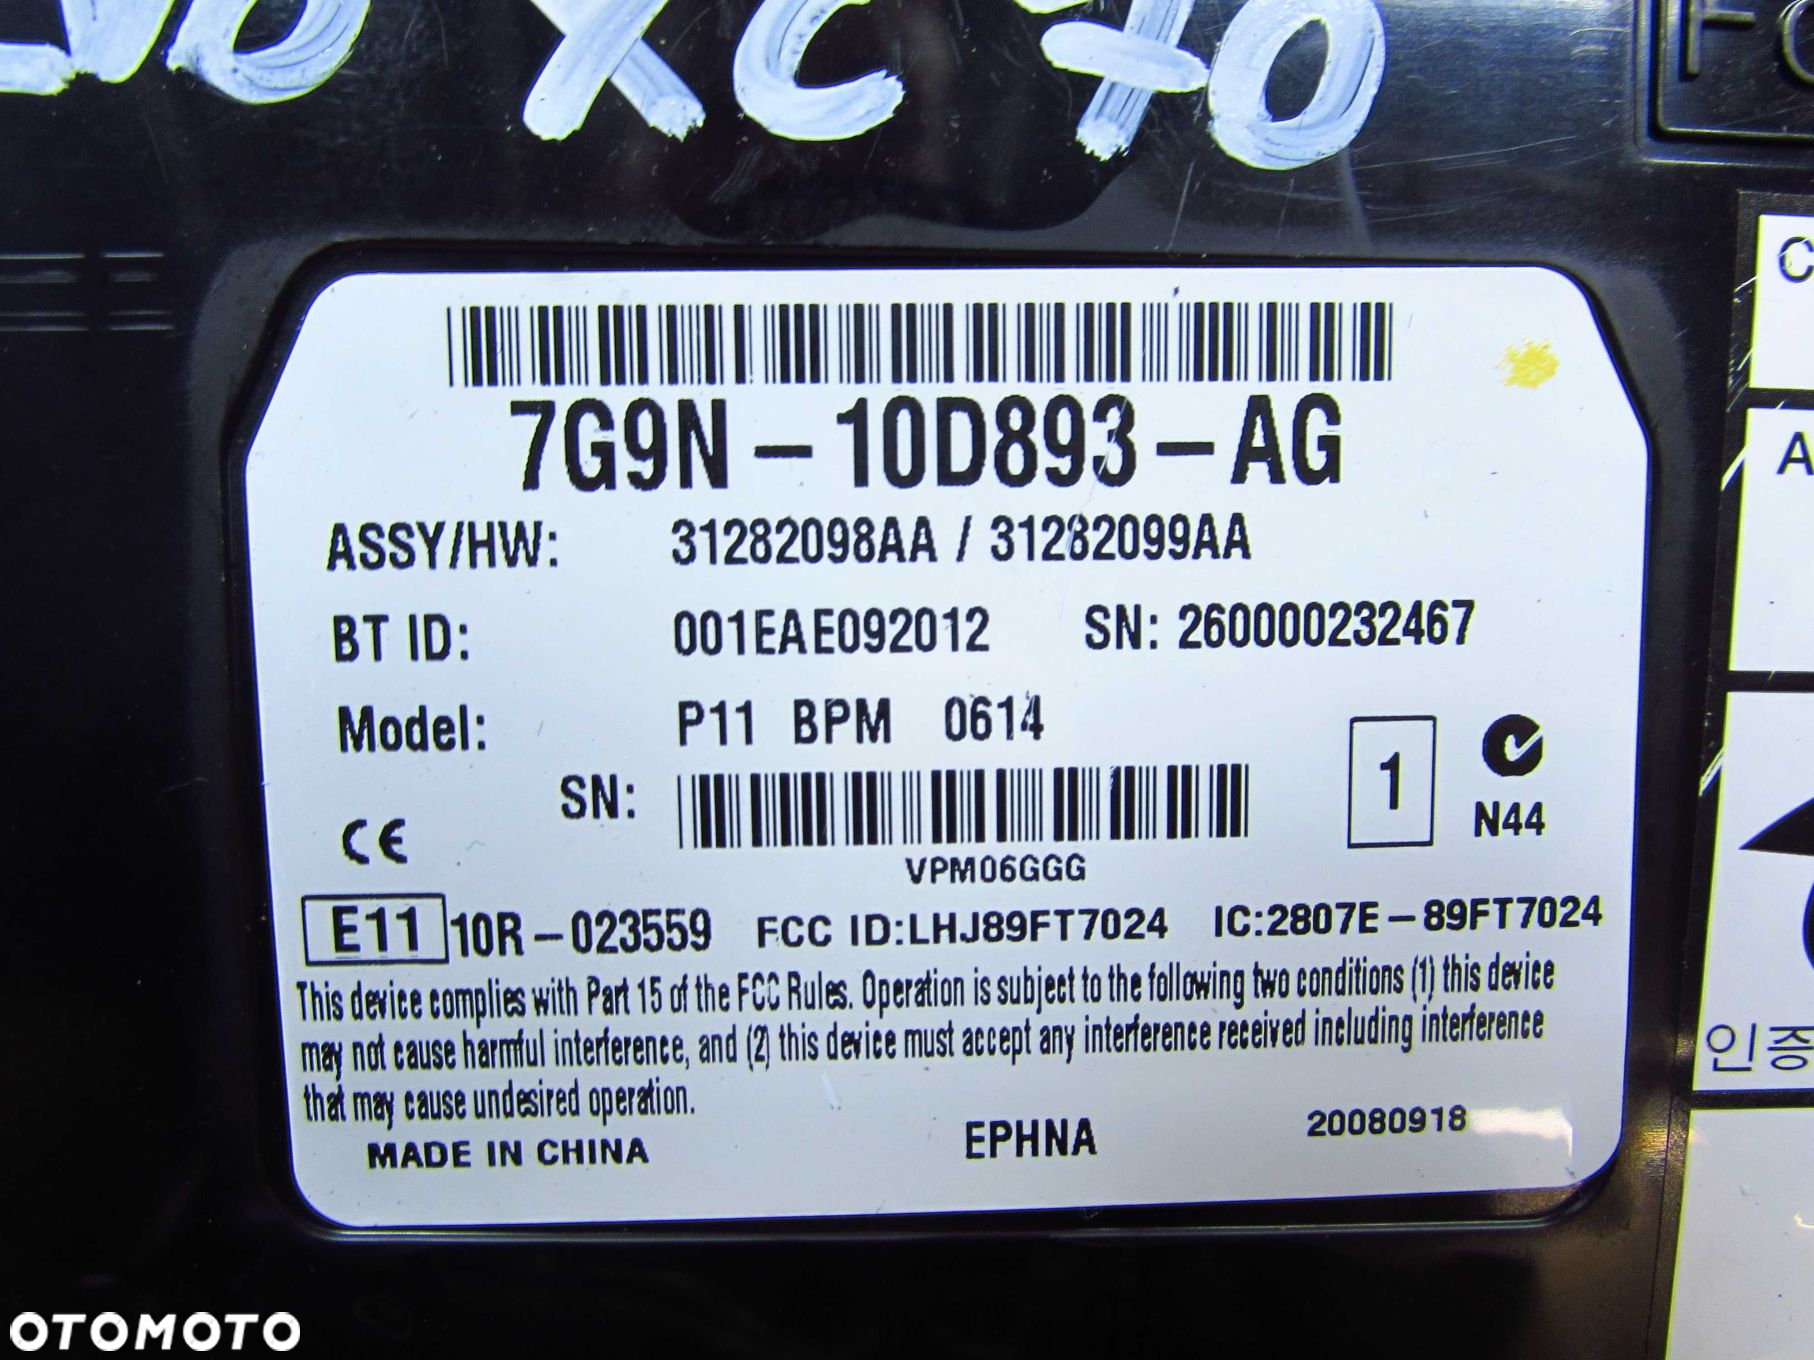 XC 70
7G9N-10D893-AG
ASSY/HW: 31282098AA / 31282099AA
BT ID: 001EAE092012 SN: 260000232467
Model: P11 BPM 0614
1
N44
SN:
VPM06GGG
CE
E11 10R-023559 FCC ID:LHJ89FT7024 IC:2807E-89FT7024
This device complies with Part 15 of the FCC Rules. Operation is subject to the following two conditions (1) this device
may not cause harmful interference, and (2) this device must accept any interference received including interference
that may cause undesired operation.
MADE IN CHINA EPHNA 20080918
인증
OTOMOTO